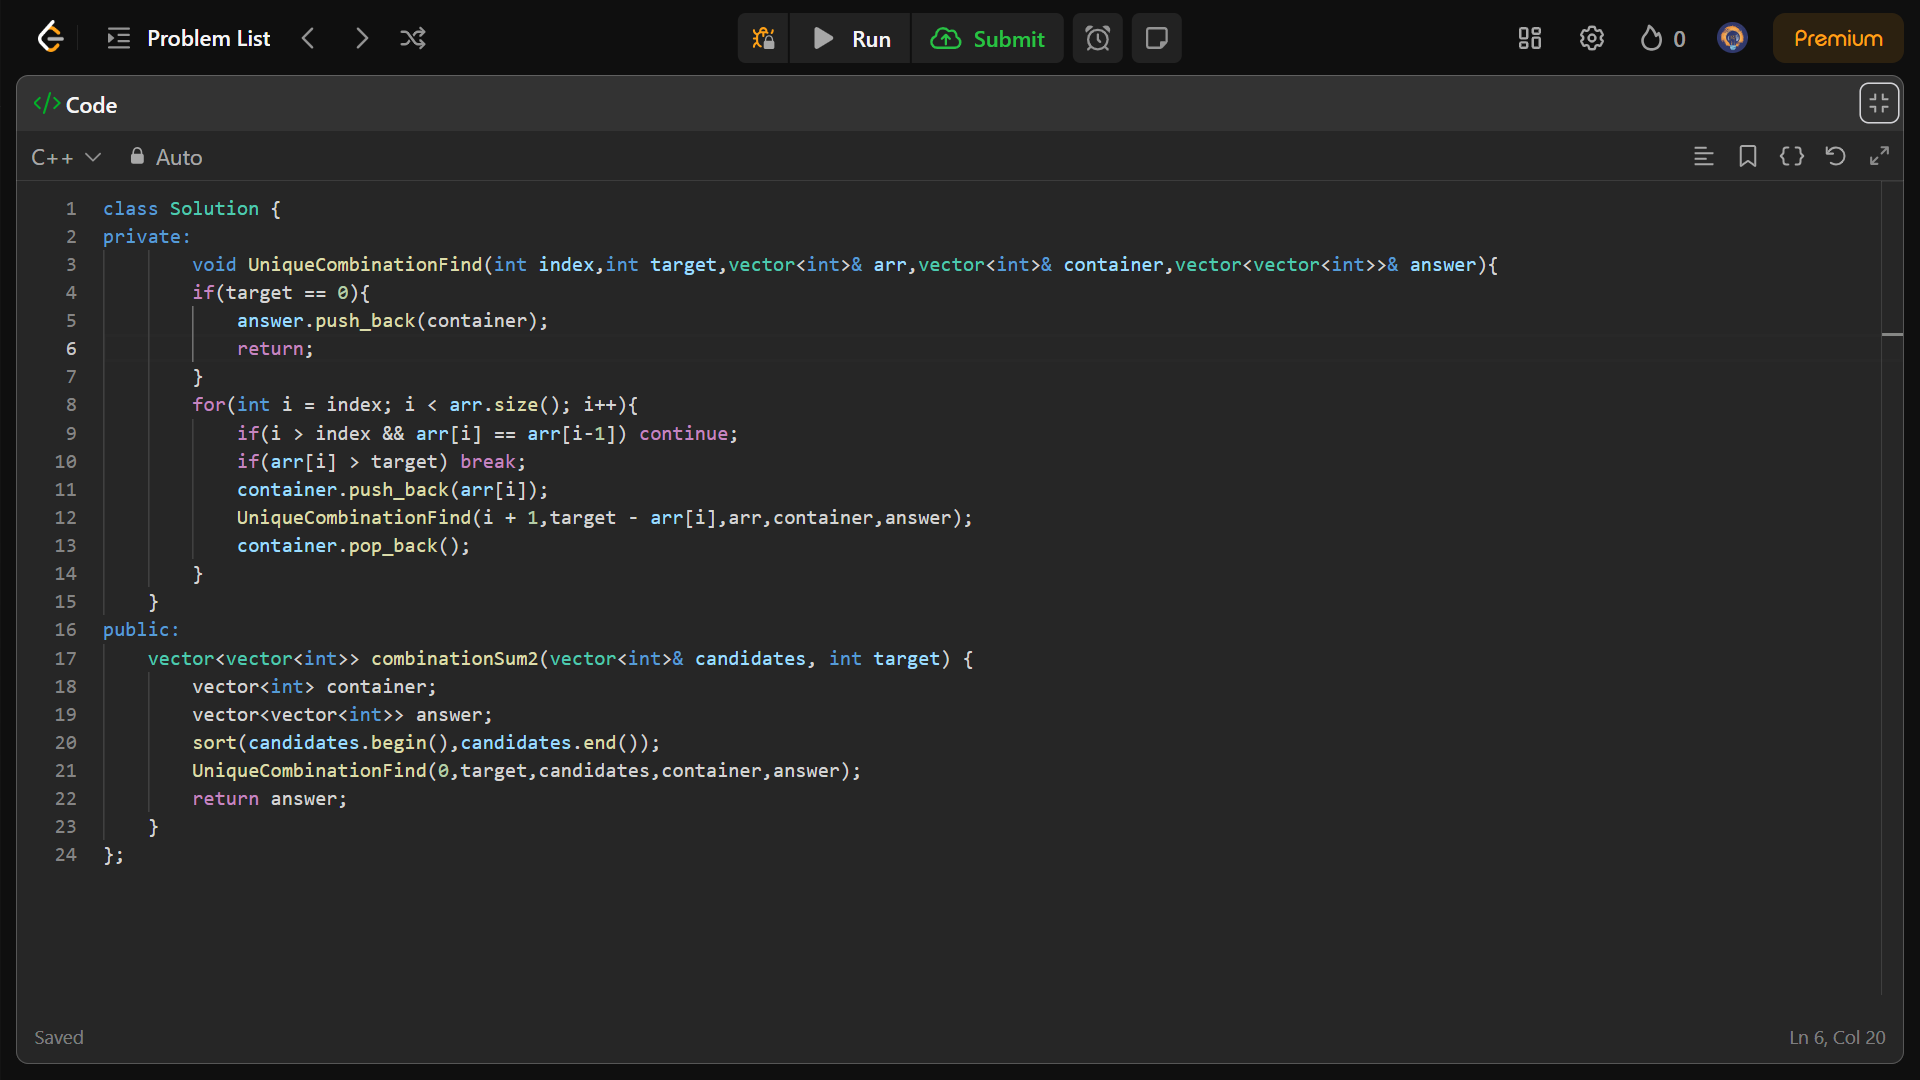 Problem List Run Submit 0 Premium
</> Code
C++ Auto
1 class Solution {
2 private:
3 void UniqueCombinationFind(int index,int target,vector<int>& arr,vector<int>& container,vector<vector<int>>& answer){
4 if(target == 0){
5 answer.push_back(container);
6 return;
7 }
8 for(int i = index; i < arr.size(); i++){
9 if(i > index && arr[i] == arr[i-1]) continue;
10 if(arr[i] > target) break;
11 container.push_back(arr[i]);
12 UniqueCombinationFind(i + 1,target - arr[i],arr,container,answer);
13 container.pop_back();
14 }
15 }
16 public:
17 vector<vector<int>> combinationSum2(vector<int>& candidates, int target) {
18 vector<int> container;
19 vector<vector<int>> answer;
20 sort(candidates.begin(),candidates.end());
21 UniqueCombinationFind(0,target,candidates,container,answer);
22 return answer;
23 }
24 };
Saved Ln 6, Col 20